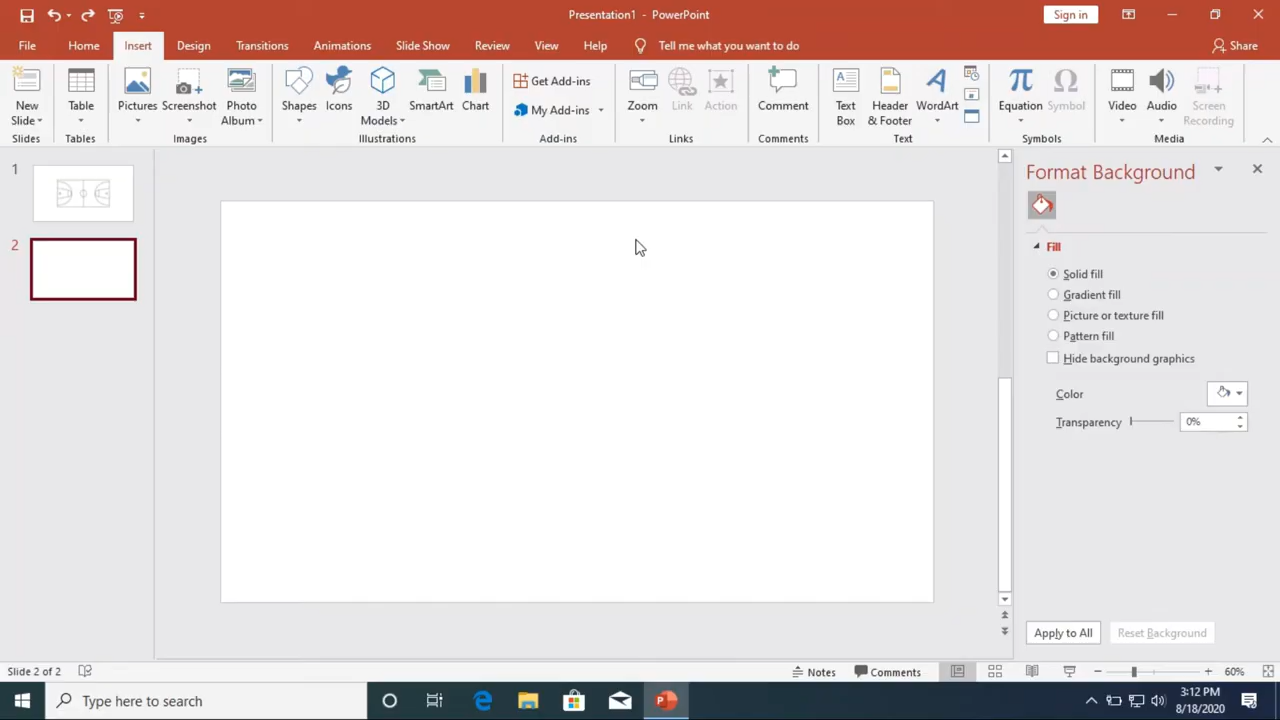 Presentation1 - PowerPoint
Sign in
File Home Insert Design Transitions Animations Slide Show Review View Help Tell me what you want to do Share
New Slide
Slides
Table
Tables
Pictures Screenshot Photo Album
Images
Shapes Icons 3D Models SmartArt Chart
Illustrations
Get Add-ins
My Add-ins
Add-ins
Zoom Link Action
Links
Comment
Comments
Text Box Header & Footer WordArt
Text
Equation Symbol
Symbols
Video Audio Screen Recording
Media
1
2
Format Background
Fill
Solid fill
Gradient fill
Picture or texture fill
Pattern fill
Hide background graphics
Color
Transparency 0%
Apply to All Reset Background
Slide 2 of 2 Notes Comments 60%
Type here to search
3:12 PM
8/18/2020